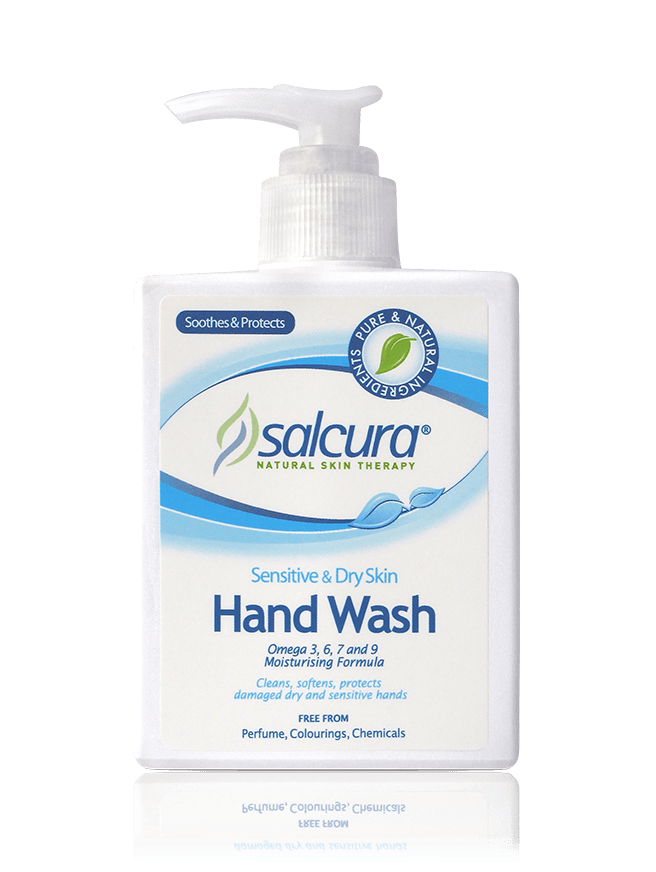 Soothes & Protects
PURE & NATURAL INGREDIENTS
salcura®
NATURAL SKIN THERAPY
Sensitive & Dry Skin
Hand Wash
Omega 3, 6, 7 and 9
Moisturising Formula
Cleans, softens, protects
damaged dry and sensitive hands
FREE FROM
Perfume, Colourings, Chemicals